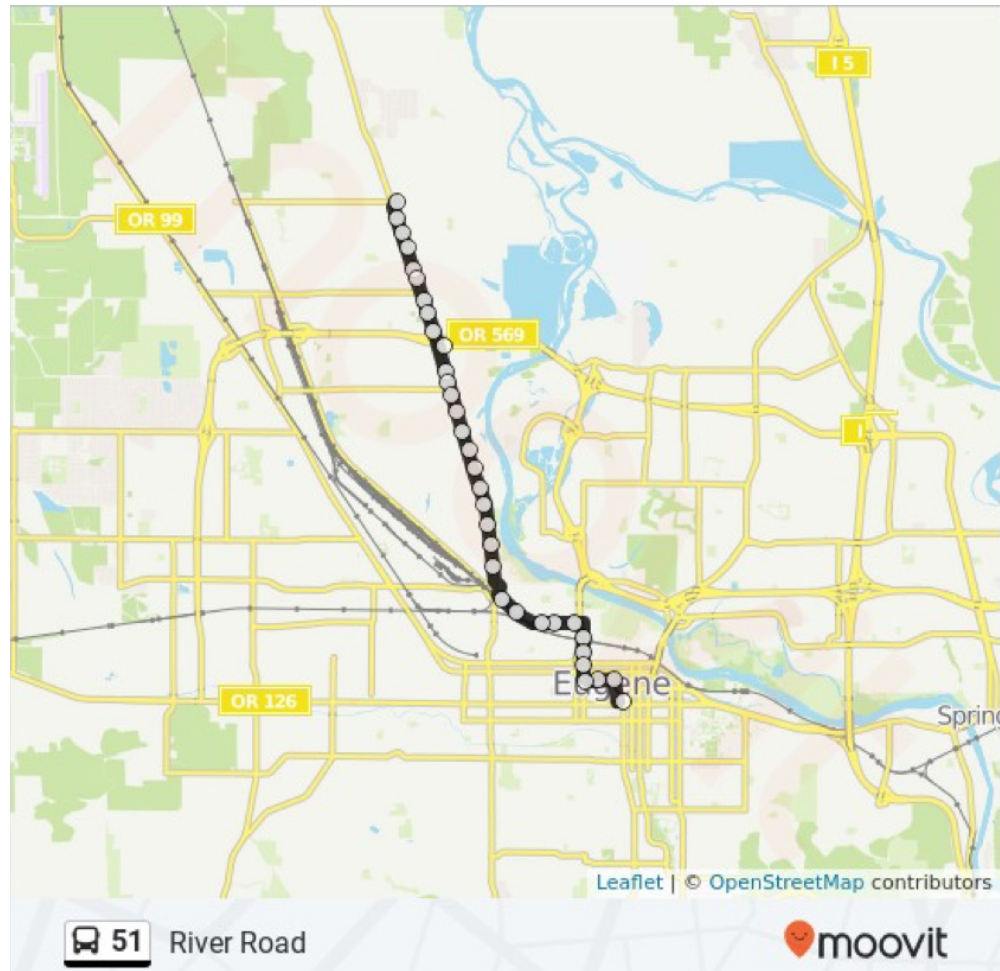 I 5
OR 99
OR 569
I
Eugene
OR 126
Spring
Leaflet | © OpenStreetMap contributors
51 River Road
moovit